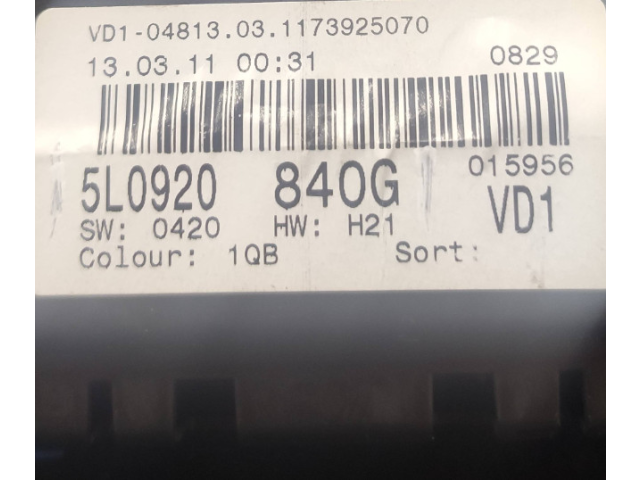 VD1-04813.03.1173925070
13.03.11 00:31 0829
015956
5L0920 840G VD1
SW: 0420 HW: H21
Colour: 1QB Sort: